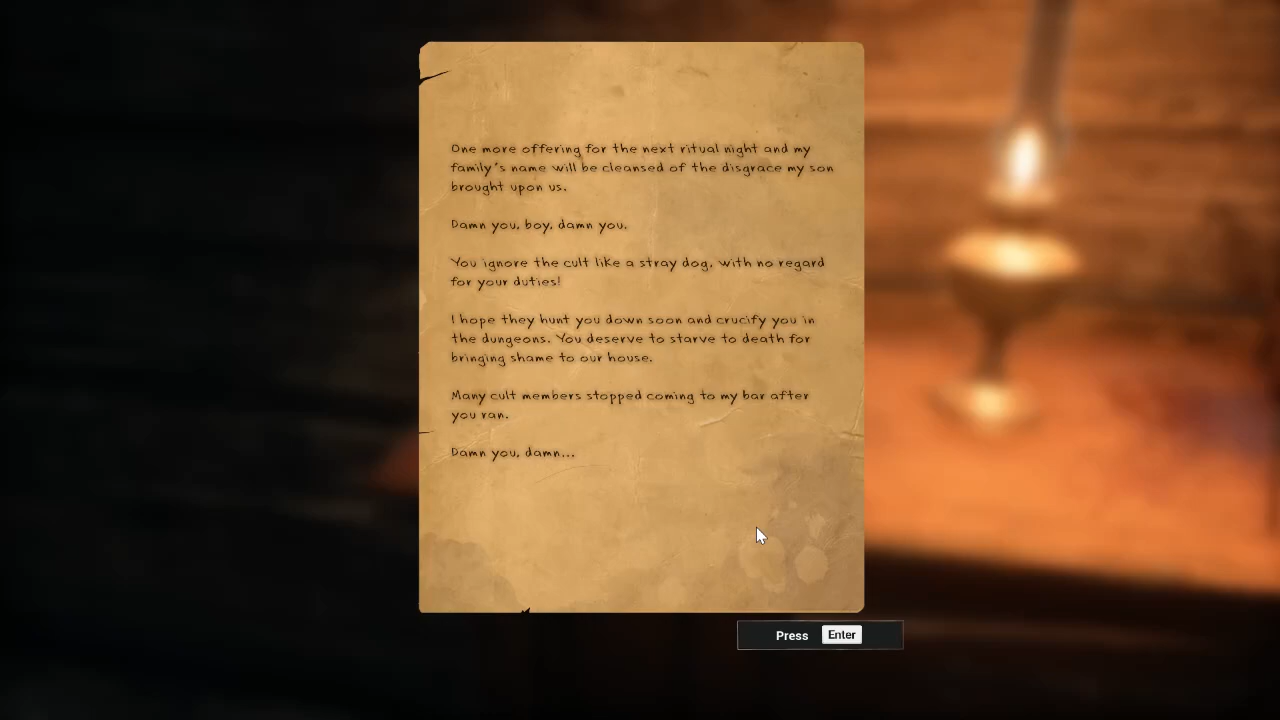 One more offering for the next ritual night and my
family's name will be cleansed of the disgrace my son
brought upon us.
Damn you, boy, damn you.
You ignore the cult like a stray dog, with no regard
for your duties!
I hope they hunt you down soon and crucify you in
the dungeons. You deserve to starve to death for
bringing shame to our house.
Many cult members stopped coming to my bar after
you ran.
Damn you, damn...
Press Enter